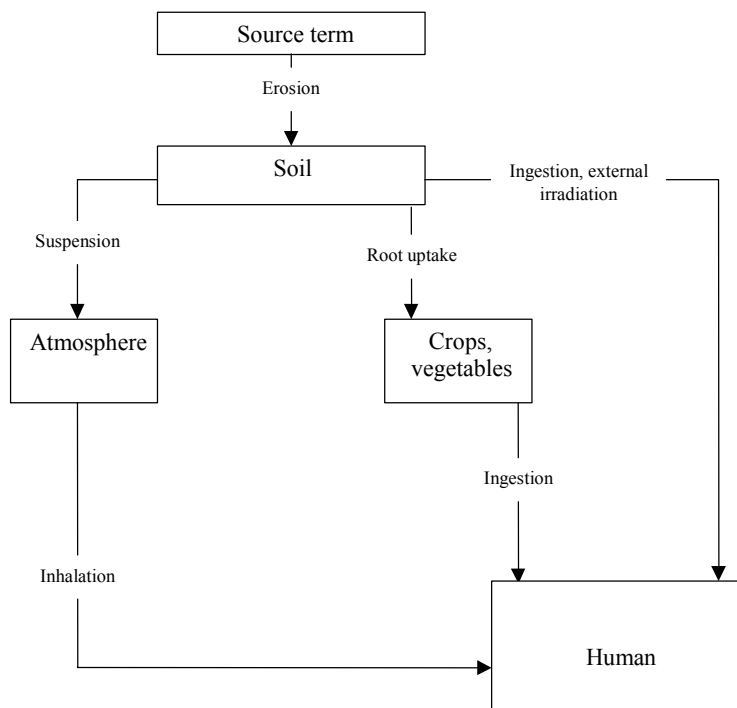 Source term
Erosion
Soil
Ingestion, external
irradiation
Suspension
Root uptake
Atmosphere
Crops,
vegetables
Ingestion
Inhalation
Human